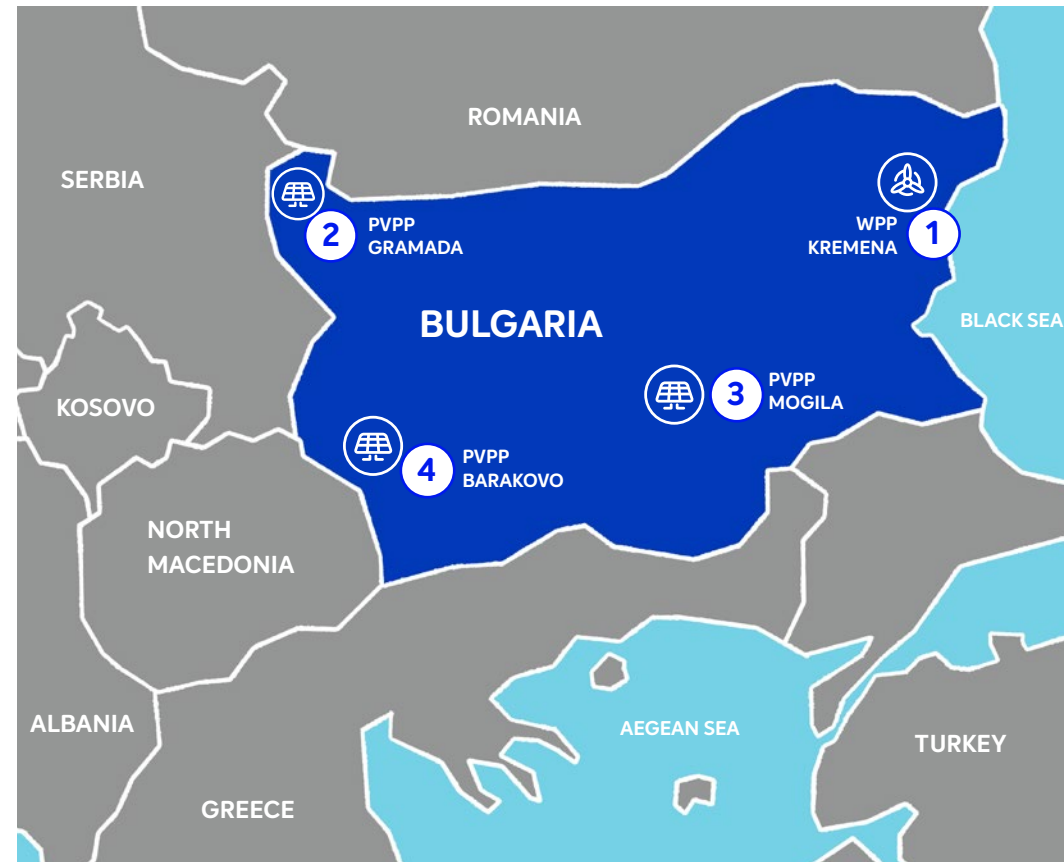 ROMANIA
SERBIA
2
PVPP
GRAMADA
WPP
KREMENA
1
BULGARIA
BLACK SEA
KOSOVO
3
PVPP
MOGILA
4
PVPP
BARAKOVO
NORTH
MACEDONIA
ALBANIA
AEGEAN SEA
TURKEY
GREECE